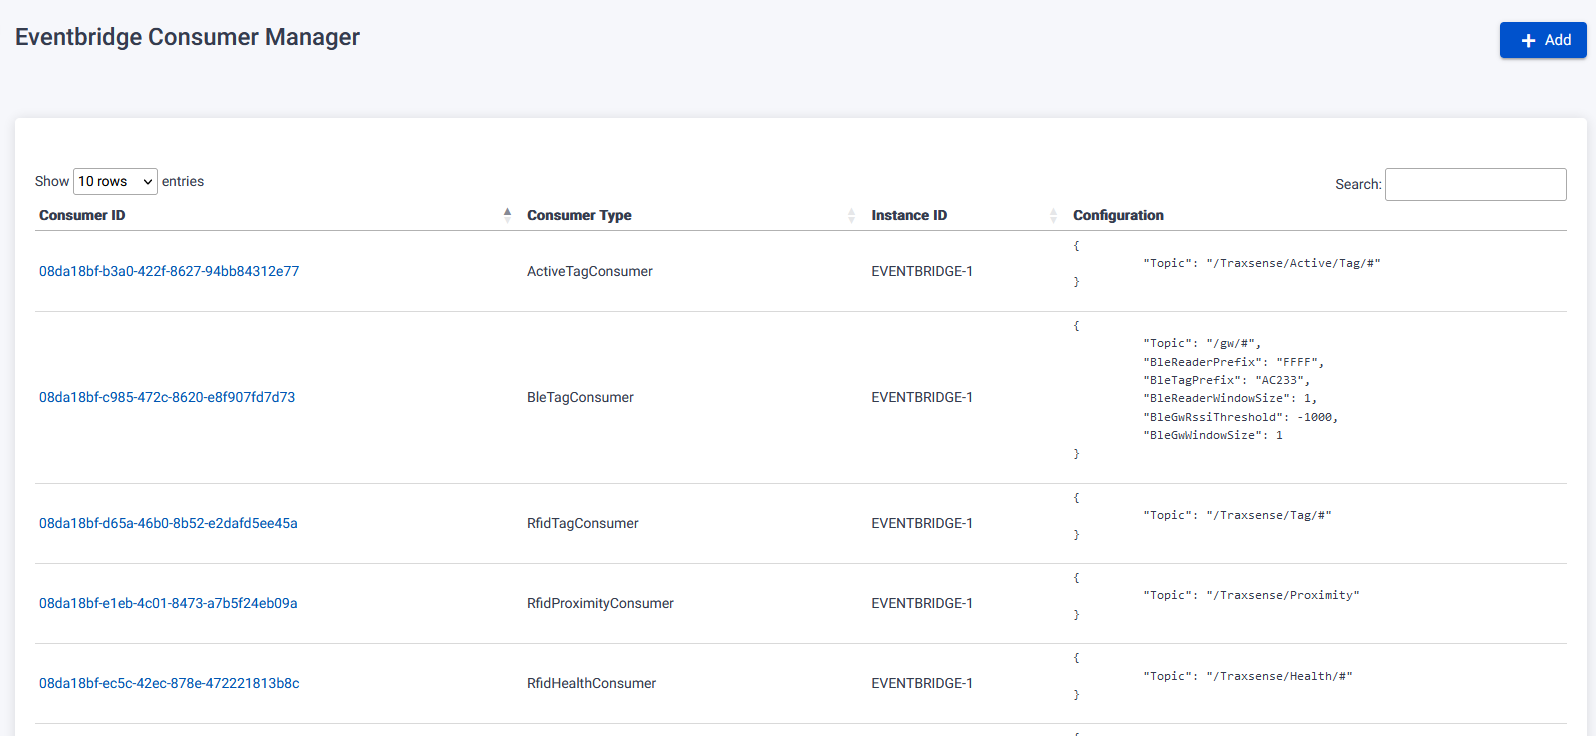 Eventbridge Consumer Manager
+ Add
Show 10 rows entries
Search:
Consumer ID Consumer Type Instance ID Configuration
{
08da18bf-b3a0-422f-8627-94bb84312e77 ActiveTagConsumer EVENTBRIDGE-1 "Topic": "/Traxsense/Active/Tag/#"
}
{
"Topic": "/gw/#",
"BleReaderPrefix": "FFFF",
"BleTagPrefix": "AC233",
08da18bf-c985-472c-8620-e8f907fd7d73 BleTagConsumer EVENTBRIDGE-1 "BleReaderWindowSize": 1,
"BleGwRssiThreshold": -1000,
"BleGwWindowSize": 1
}
{
08da18bf-d65a-46b0-8b52-e2dafd5ee45a RfidTagConsumer EVENTBRIDGE-1 "Topic": "/Traxsense/Tag/#"
}
{
08da18bf-e1eb-4c01-8473-a7b5f24eb09a RfidProximityConsumer EVENTBRIDGE-1 "Topic": "/Traxsense/Proximity"
}
{
08da18bf-ec5c-42ec-878e-472221813b8c RfidHealthConsumer EVENTBRIDGE-1 "Topic": "/Traxsense/Health/#"
}
{